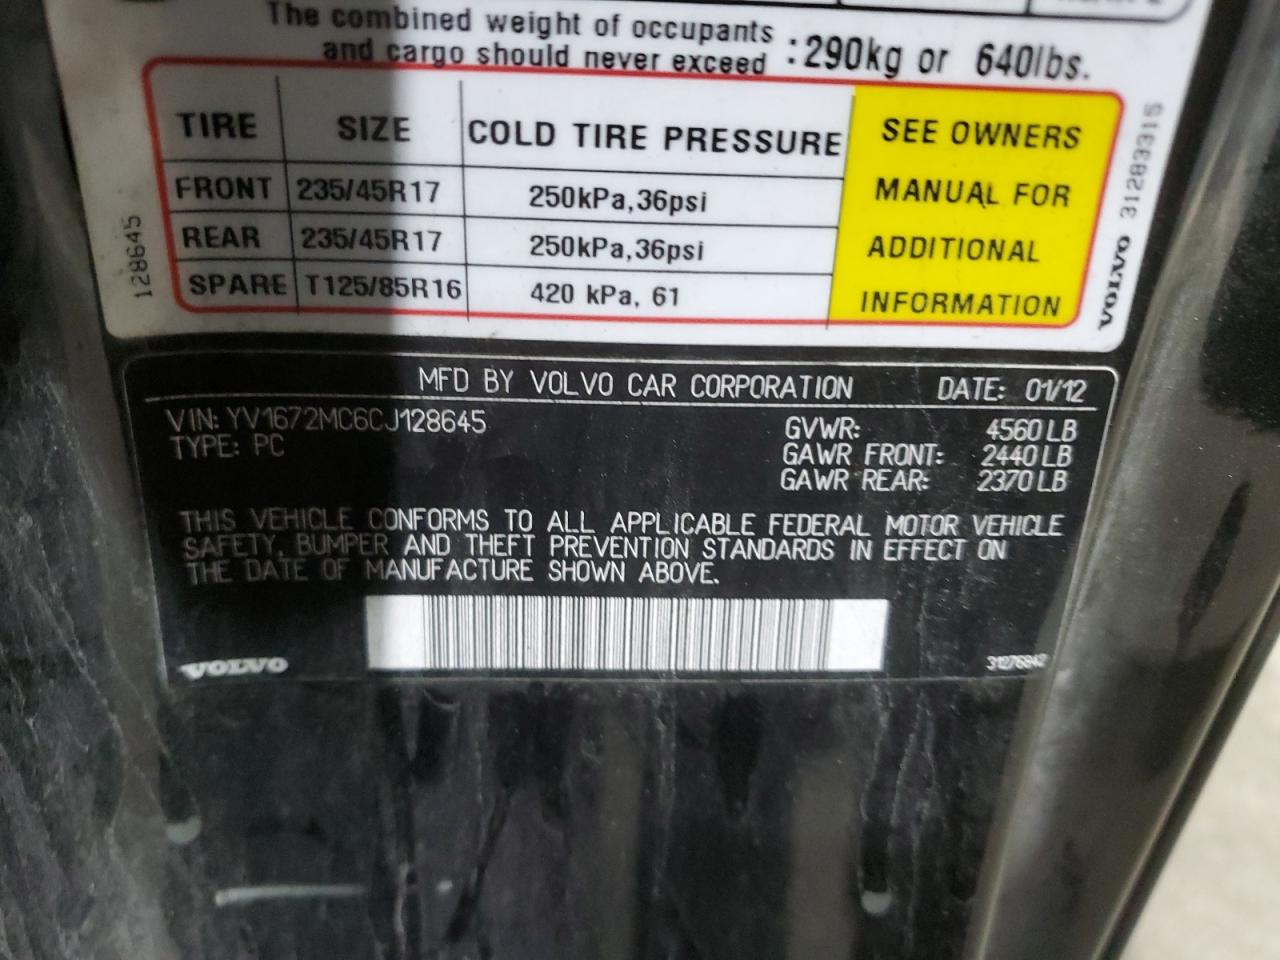 The combined weight of occupants
and cargo should never exceed : 290kg or 640lbs.
TIRE SIZE COLD TIRE PRESSURE SEE OWNERS
FRONT 235/45R17 250kPa,36psi MANUAL FOR
REAR 235/45R17 250kPa,36psi ADDITIONAL
SPARE T125/85R16 420 kPa, 61 INFORMATION
128645
VOLVO 31283315
MFD BY VOLVO CAR CORPORATION DATE: 01/12
VIN: YV1672MC6CJ128645 GVWR: 4560 LB
TYPE: PC GAWR FRONT: 2440 LB
GAWR REAR: 2370 LB
THIS VEHICLE CONFORMS TO ALL APPLICABLE FEDERAL MOTOR VEHICLE
SAFETY, BUMPER AND THEFT PREVENTION STANDARDS IN EFFECT ON
THE DATE OF MANUFACTURE SHOWN ABOVE.
VOLVO 31276842